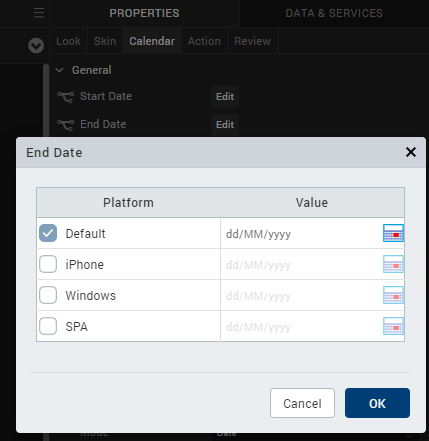 PROPERTIES DATA & SERVICES
Look Skin Calendar Action Review
General
Start Date Edit
End Date Edit
End Date
Platform Value
Default dd/MM/yyyy
iPhone dd/MM/yyyy
Windows dd/MM/yyyy
SPA dd/MM/yyyy
Cancel OK
Mode Date